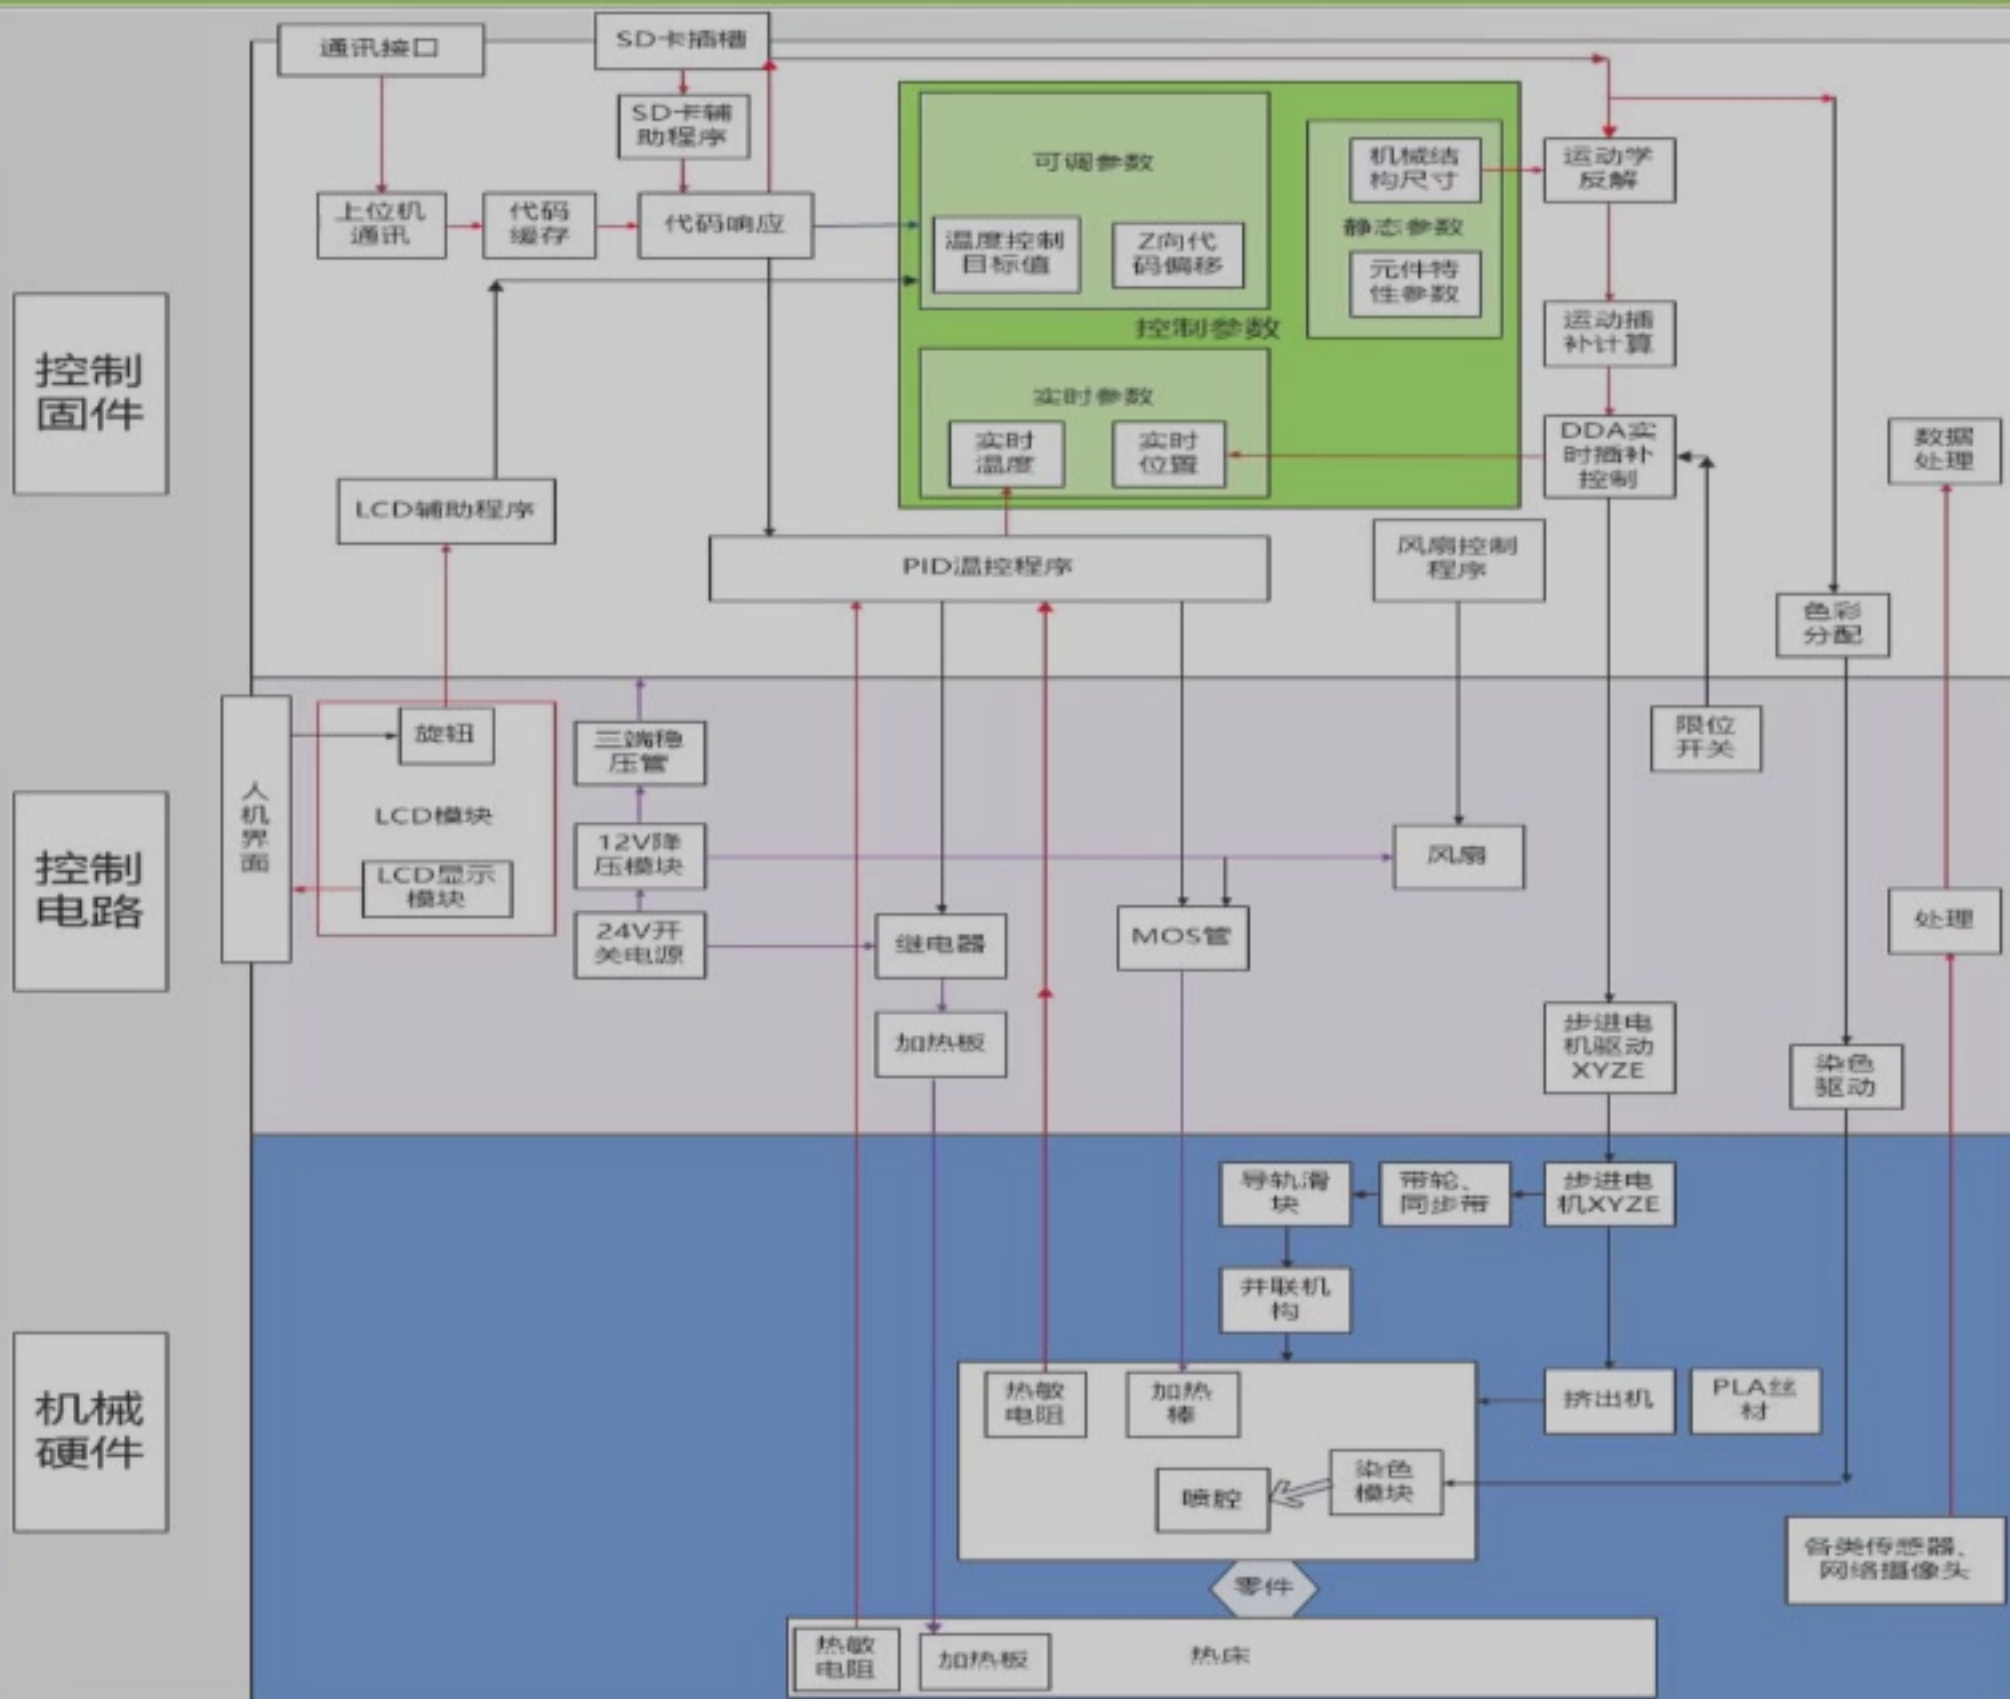 通讯接口
SD卡插槽
SD卡辅
助程序
上位机
通讯
代码
缓存
代码响应
可调参数
温度控制
目标值
Z向代
码偏移
机械结
构尺寸
静态参数
元件特
性参数
控制参数
实时参数
实时
温度
实时
位置
运动学
反解
运动插
补计算
DDA实
时插补
控制
数据
处理
控制
固件
LCD辅助程序
PID温控程序
风扇控制
程序
色彩
分配
人
机
界
面
旋钮
LCD模块
LCD显示
模块
三端稳
压管
12V降
压模块
24V开
关电源
限位
开关
风扇
控制
电路
继电器
MOS管
处理
加热板
步进电
机驱动
XYZE
染色
驱动
导轨滑
块
带轮、
同步带
步进电
机XYZE
并联机
构
机械
硬件
热敏
电阻
加热
棒
挤出机
PLA丝
材
喷腔
染色
模块
各类传感器、
网络摄像头
零件
热敏
电阻
加热板
热床